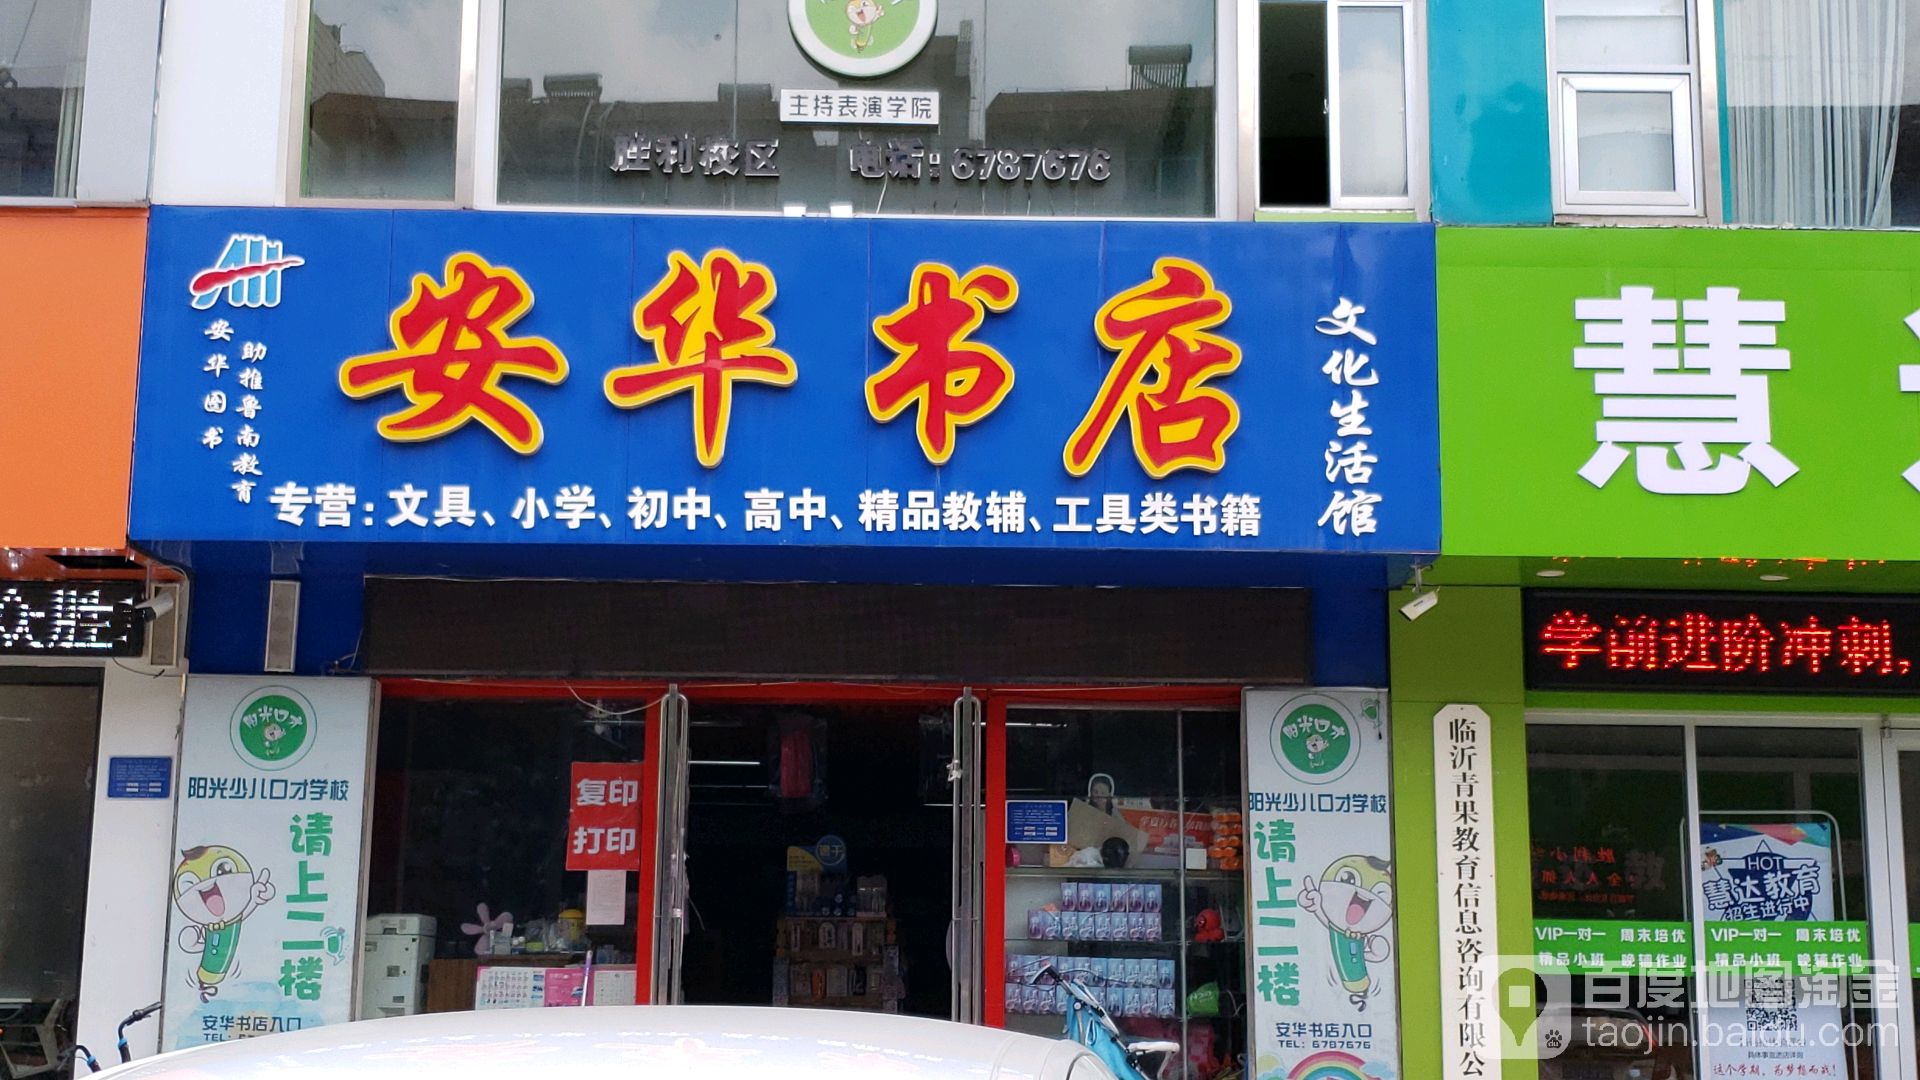 主持表演学院
胜利校区 电话:6787676
安华书店
安华图书
助推鲁南教育
文化生活馆
专营:文具、小学、初中、高中、精品教辅、工具类书籍
慧
学前进阶冲刺,
阳光口才
阳光少儿口才学校
请上二楼
安华书店入口
复印
打印
阳光口才
阳光少儿口才学校
请上二楼
安华书店入口
TEL: 6787676
临沂青果教育信息咨询有限公
HOT
慧达教育
招生进行中
VIP一对一 周末培优
精品小班 晚辅作业
VIP一对一 周末培优
精品小班 晚辅作业
这个学期,为梦想而战!
百度地图淘金
taojin.baidu.com